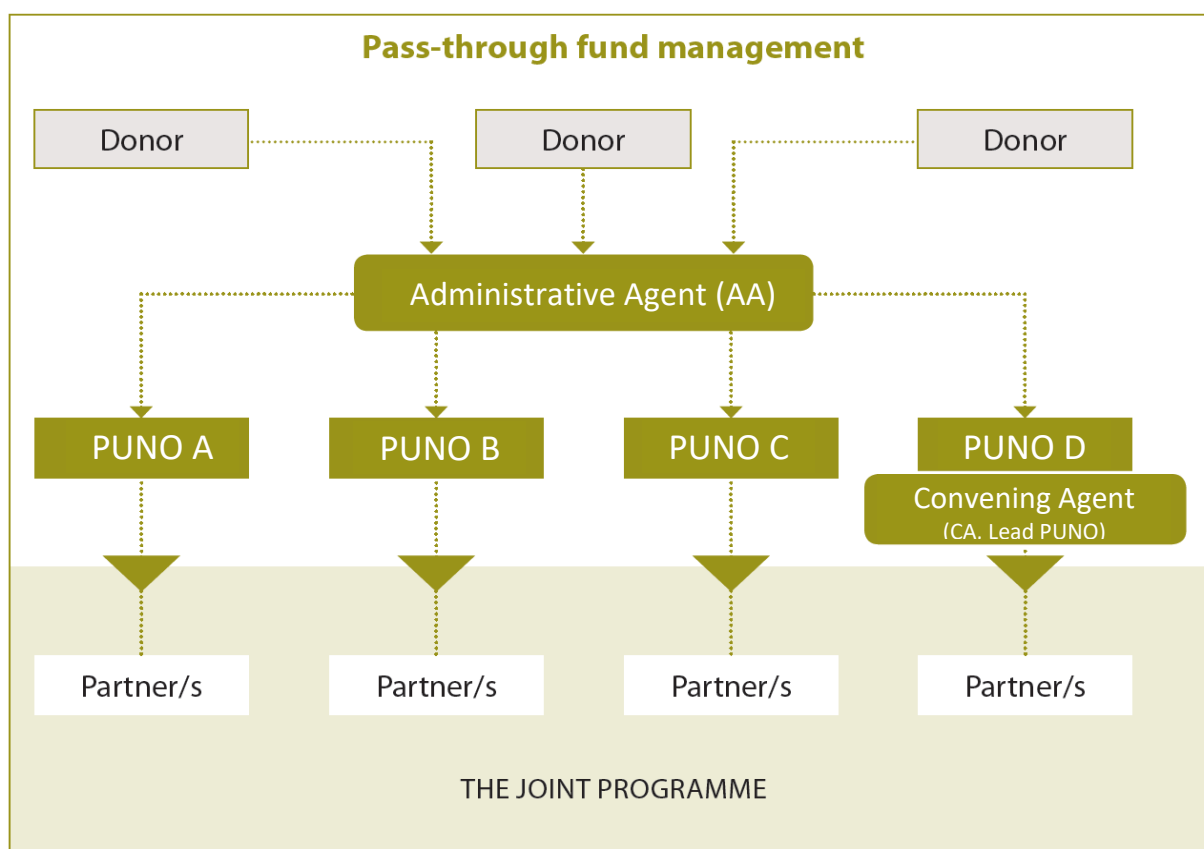 Pass-through fund management
Donor
Donor
Donor
Administrative Agent (AA)
PUNO A
PUNO B
PUNO C
PUNO D
Convening Agent
(CA. Lead PUNO)
Partner/s
Partner/s
Partner/s
Partner/s
THE JOINT PROGRAMME